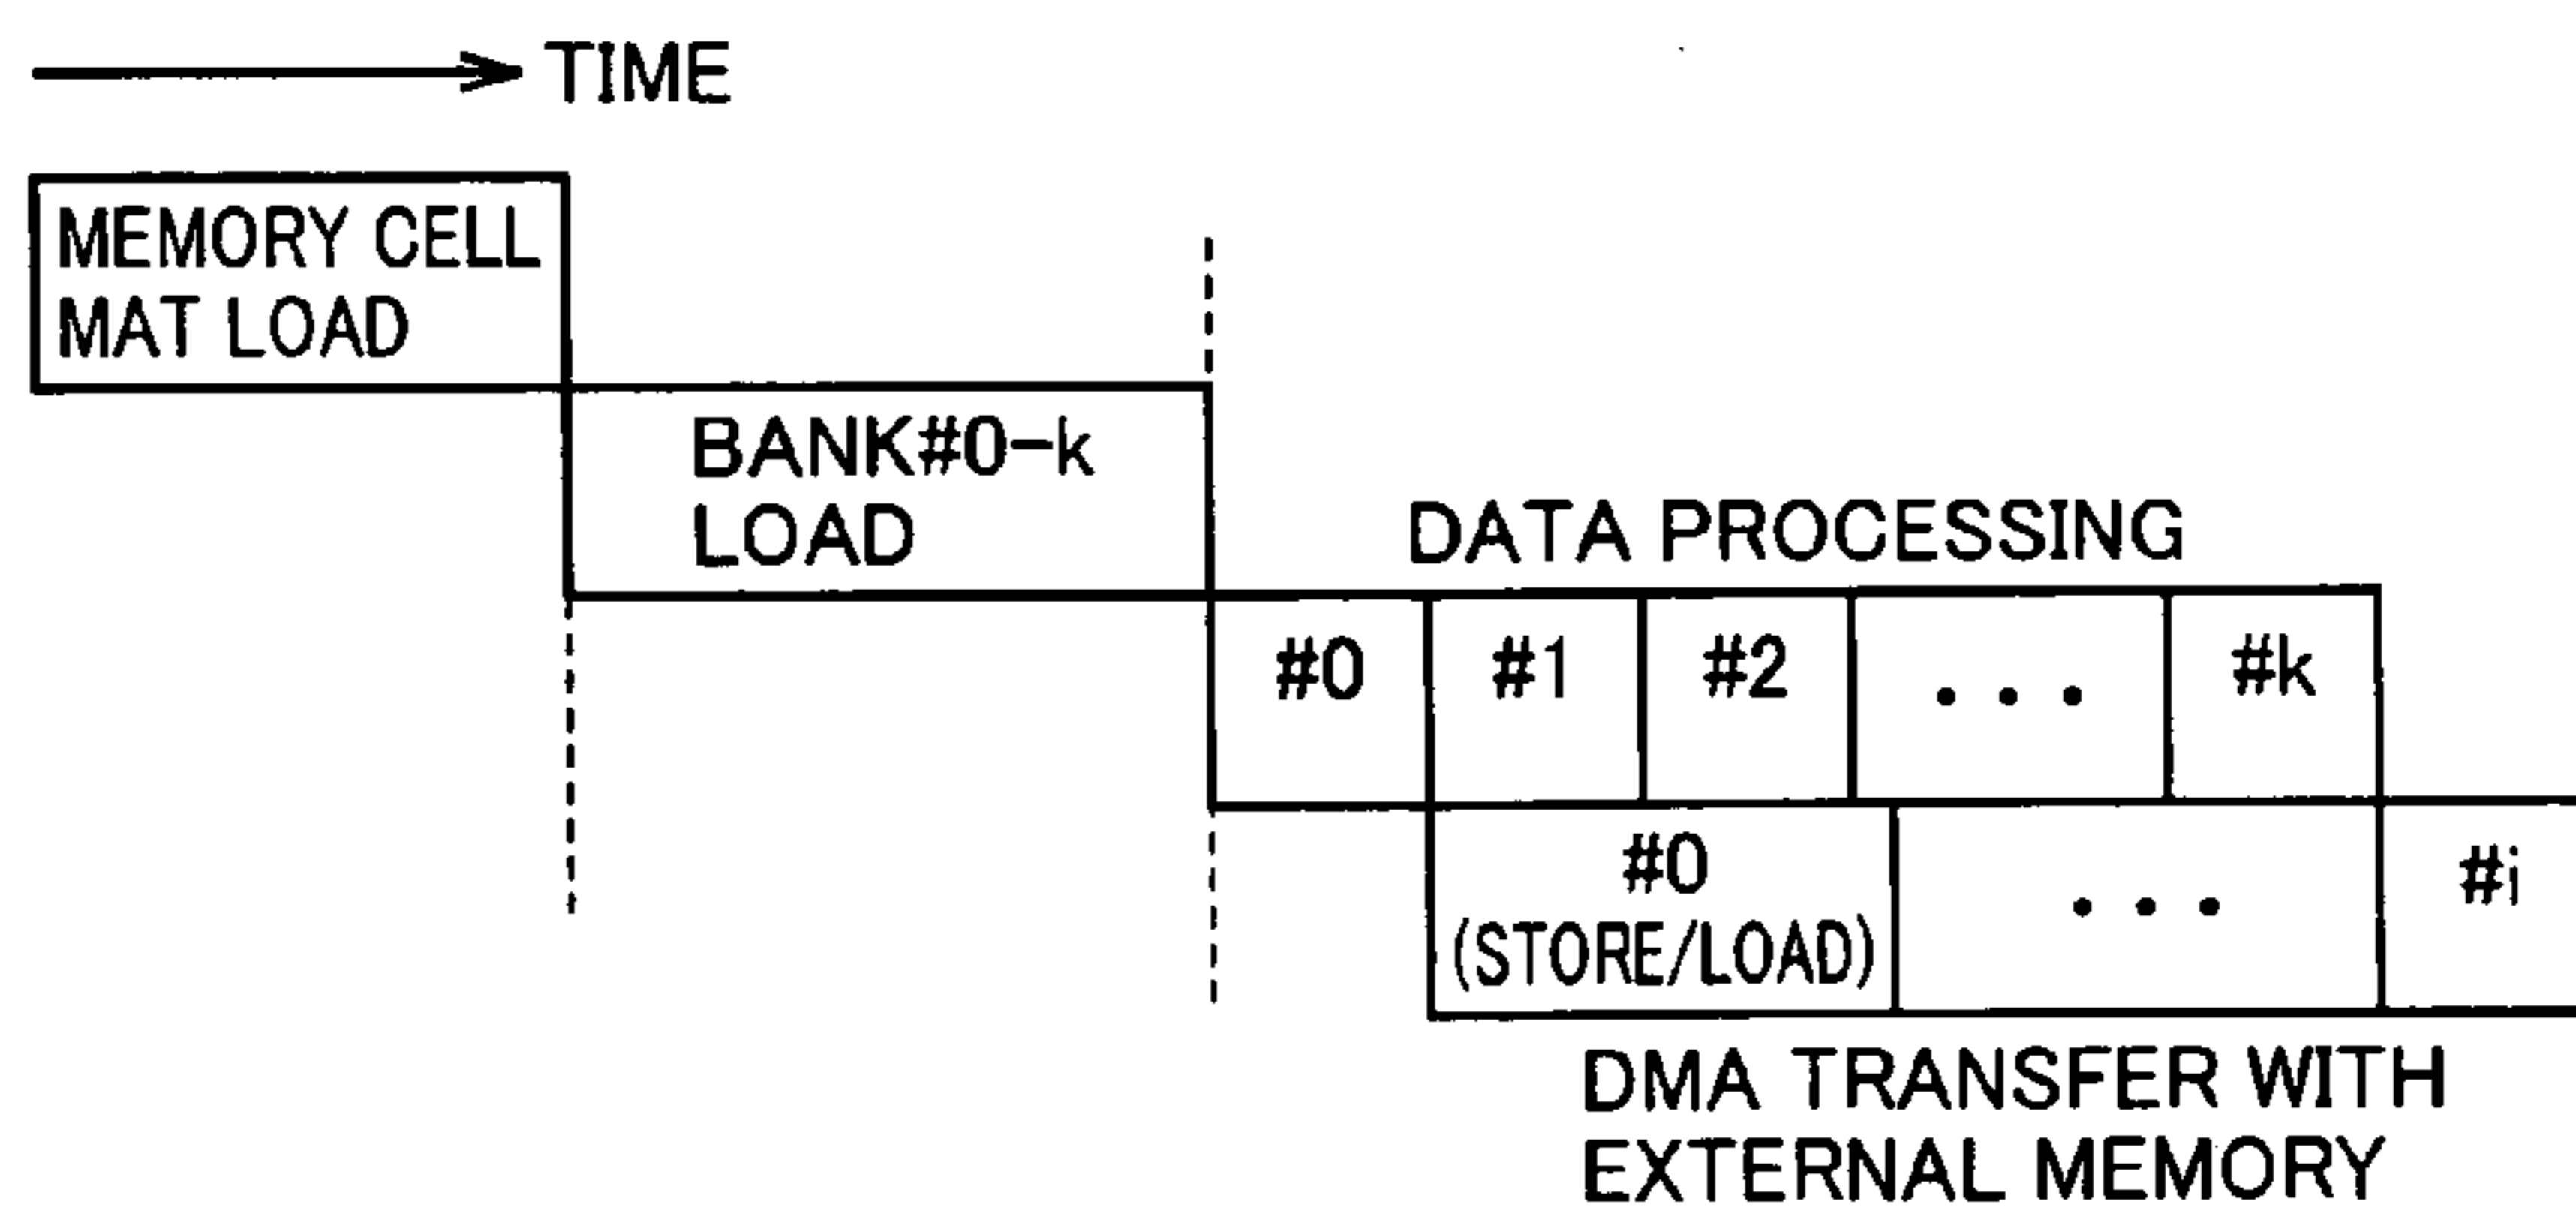 TIME
MEMORY CELL
MAT LOAD
BANK#0-k
LOAD
DATA PROCESSING
#0 #1 #2 ... #k
#0 ... #i
(STORE/LOAD)
DMA TRANSFER WITH
EXTERNAL MEMORY